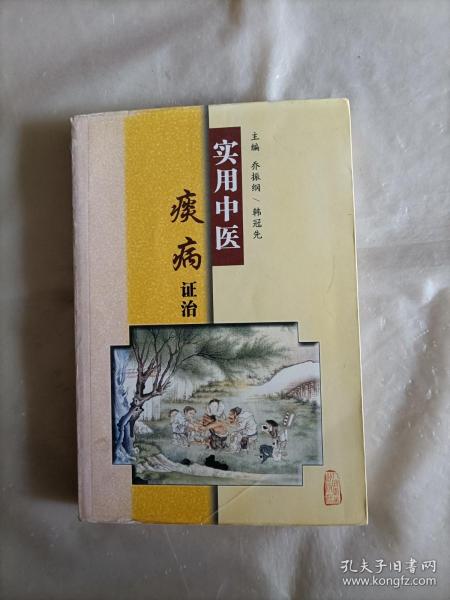 实用中医
痰病
证治
主编 乔振纲/韩冠先
孔夫子旧书网
www.kongfz.com